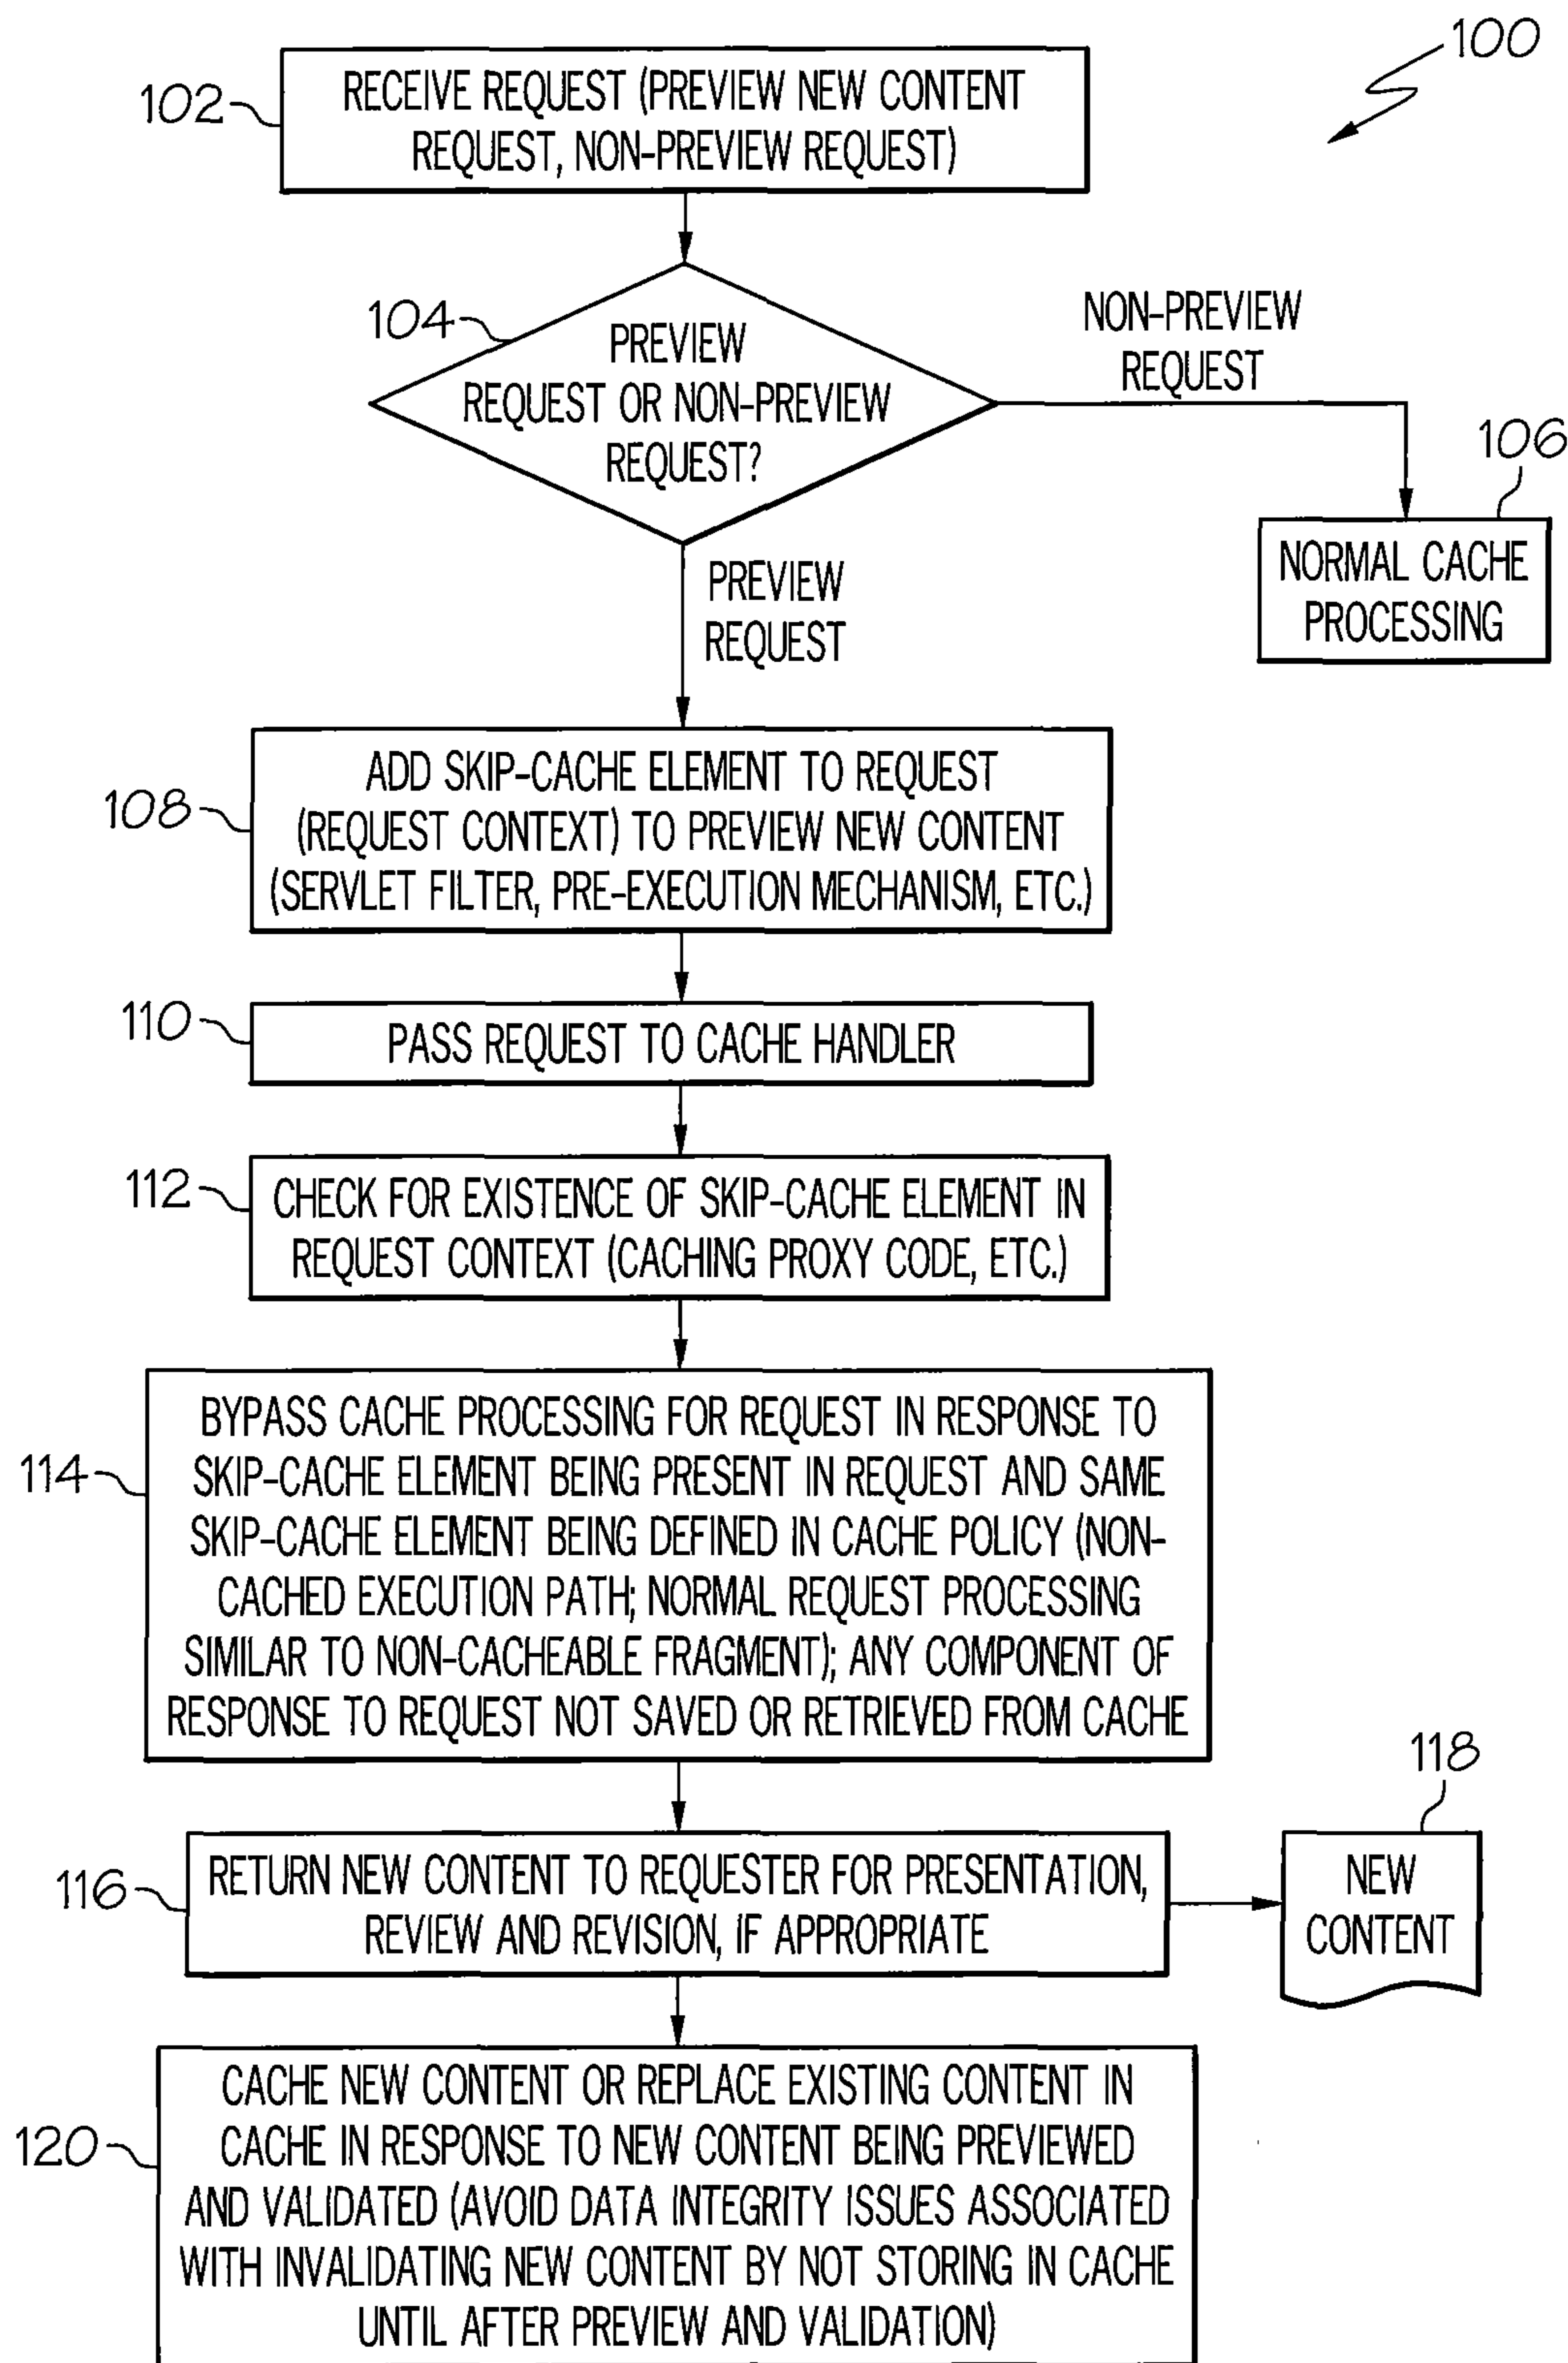 100
102
RECEIVE REQUEST (PREVIEW NEW CONTENT
REQUEST, NON-PREVIEW REQUEST)
104
PREVIEW
REQUEST OR NON-PREVIEW
REQUEST?
NON-PREVIEW
REQUEST
106
NORMAL CACHE
PROCESSING
PREVIEW
REQUEST
108
ADD SKIP-CACHE ELEMENT TO REQUEST
(REQUEST CONTEXT) TO PREVIEW NEW CONTENT
(SERVLET FILTER, PRE-EXECUTION MECHANISM, ETC.)
110
PASS REQUEST TO CACHE HANDLER
112
CHECK FOR EXISTENCE OF SKIP-CACHE ELEMENT IN
REQUEST CONTEXT (CACHING PROXY CODE, ETC.)
114
BYPASS CACHE PROCESSING FOR REQUEST IN RESPONSE TO
SKIP-CACHE ELEMENT BEING PRESENT IN REQUEST AND SAME
SKIP-CACHE ELEMENT BEING DEFINED IN CACHE POLICY (NON-
CACHED EXECUTION PATH; NORMAL REQUEST PROCESSING
SIMILAR TO NON-CACHEABLE FRAGMENT); ANY COMPONENT OF
RESPONSE TO REQUEST NOT SAVED OR RETRIEVED FROM CACHE
116
RETURN NEW CONTENT TO REQUESTER FOR PRESENTATION,
REVIEW AND REVISION, IF APPROPRIATE
118
NEW
CONTENT
120
CACHE NEW CONTENT OR REPLACE EXISTING CONTENT IN
CACHE IN RESPONSE TO NEW CONTENT BEING PREVIEWED
AND VALIDATED (AVOID DATA INTEGRITY ISSUES ASSOCIATED
WITH INVALIDATING NEW CONTENT BY NOT STORING IN CACHE
UNTIL AFTER PREVIEW AND VALIDATION)